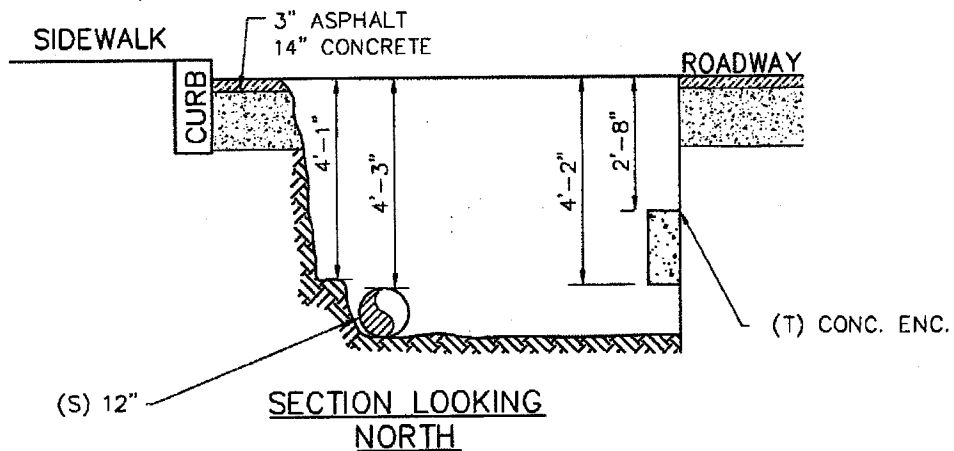 3" ASPHALT
14" CONCRETE
SIDEWALK
ROADWAY
CURB
4'-1"
4'-3"
4'-2"
2'-8"
(T) CONC. ENC.
(S) 12"
SECTION LOOKING
NORTH